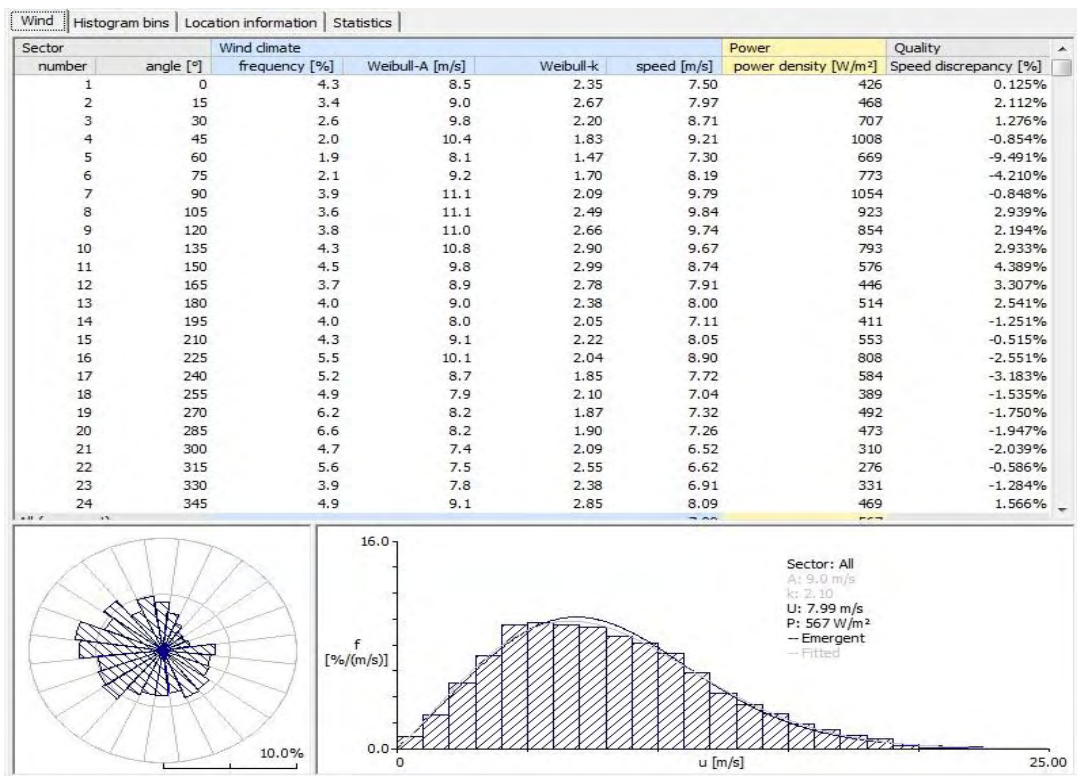 Wind Histogram bins Location information Statistics
Sector Wind climate Power Quality
number angle [°] frequency [%] Weibull-A [m/s] Weibull-k speed [m/s] power density [W/m²] Speed discrepancy [%]
1 0 4.3 8.5 2.35 7.50 426 0.125%
2 15 3.4 9.0 2.67 7.97 468 2.112%
3 30 2.6 9.8 2.20 8.71 707 1.276%
4 45 2.0 10.4 1.83 9.21 1008 -0.854%
5 60 1.9 8.1 1.47 7.30 669 -9.491%
6 75 2.1 9.2 1.70 8.19 773 -4.210%
7 90 3.9 11.1 2.09 9.79 1054 -0.848%
8 105 3.6 11.1 2.49 9.84 923 2.939%
9 120 3.8 11.0 2.66 9.74 854 2.194%
10 135 4.3 10.8 2.90 9.67 793 2.933%
11 150 4.5 9.8 2.99 8.74 576 4.389%
12 165 3.7 8.9 2.78 7.91 446 3.307%
13 180 4.0 9.0 2.38 8.00 514 2.541%
14 195 4.0 8.0 2.05 7.11 411 -1.251%
15 210 4.3 9.1 2.22 8.05 553 -0.515%
16 225 5.5 10.1 2.04 8.90 808 -2.551%
17 240 5.2 8.7 1.85 7.72 584 -3.183%
18 255 4.9 7.9 2.10 7.04 389 -1.535%
19 270 6.2 8.2 1.87 7.32 492 -1.750%
20 285 6.6 8.2 1.90 7.26 473 -1.947%
21 300 4.7 7.4 2.09 6.52 310 -2.039%
22 315 5.6 7.5 2.55 6.62 276 -0.586%
23 330 3.9 7.8 2.38 6.91 331 -1.284%
24 345 4.9 9.1 2.85 8.09 469 1.566%
10.0%
16.0
f
[%/(m/s)]
0.0
0 u [m/s] 25.00
Sector: All
A: 9.0 m/s
k: 2.10
U: 7.99 m/s
P: 567 W/m²
-- Emergent
-- Fitted